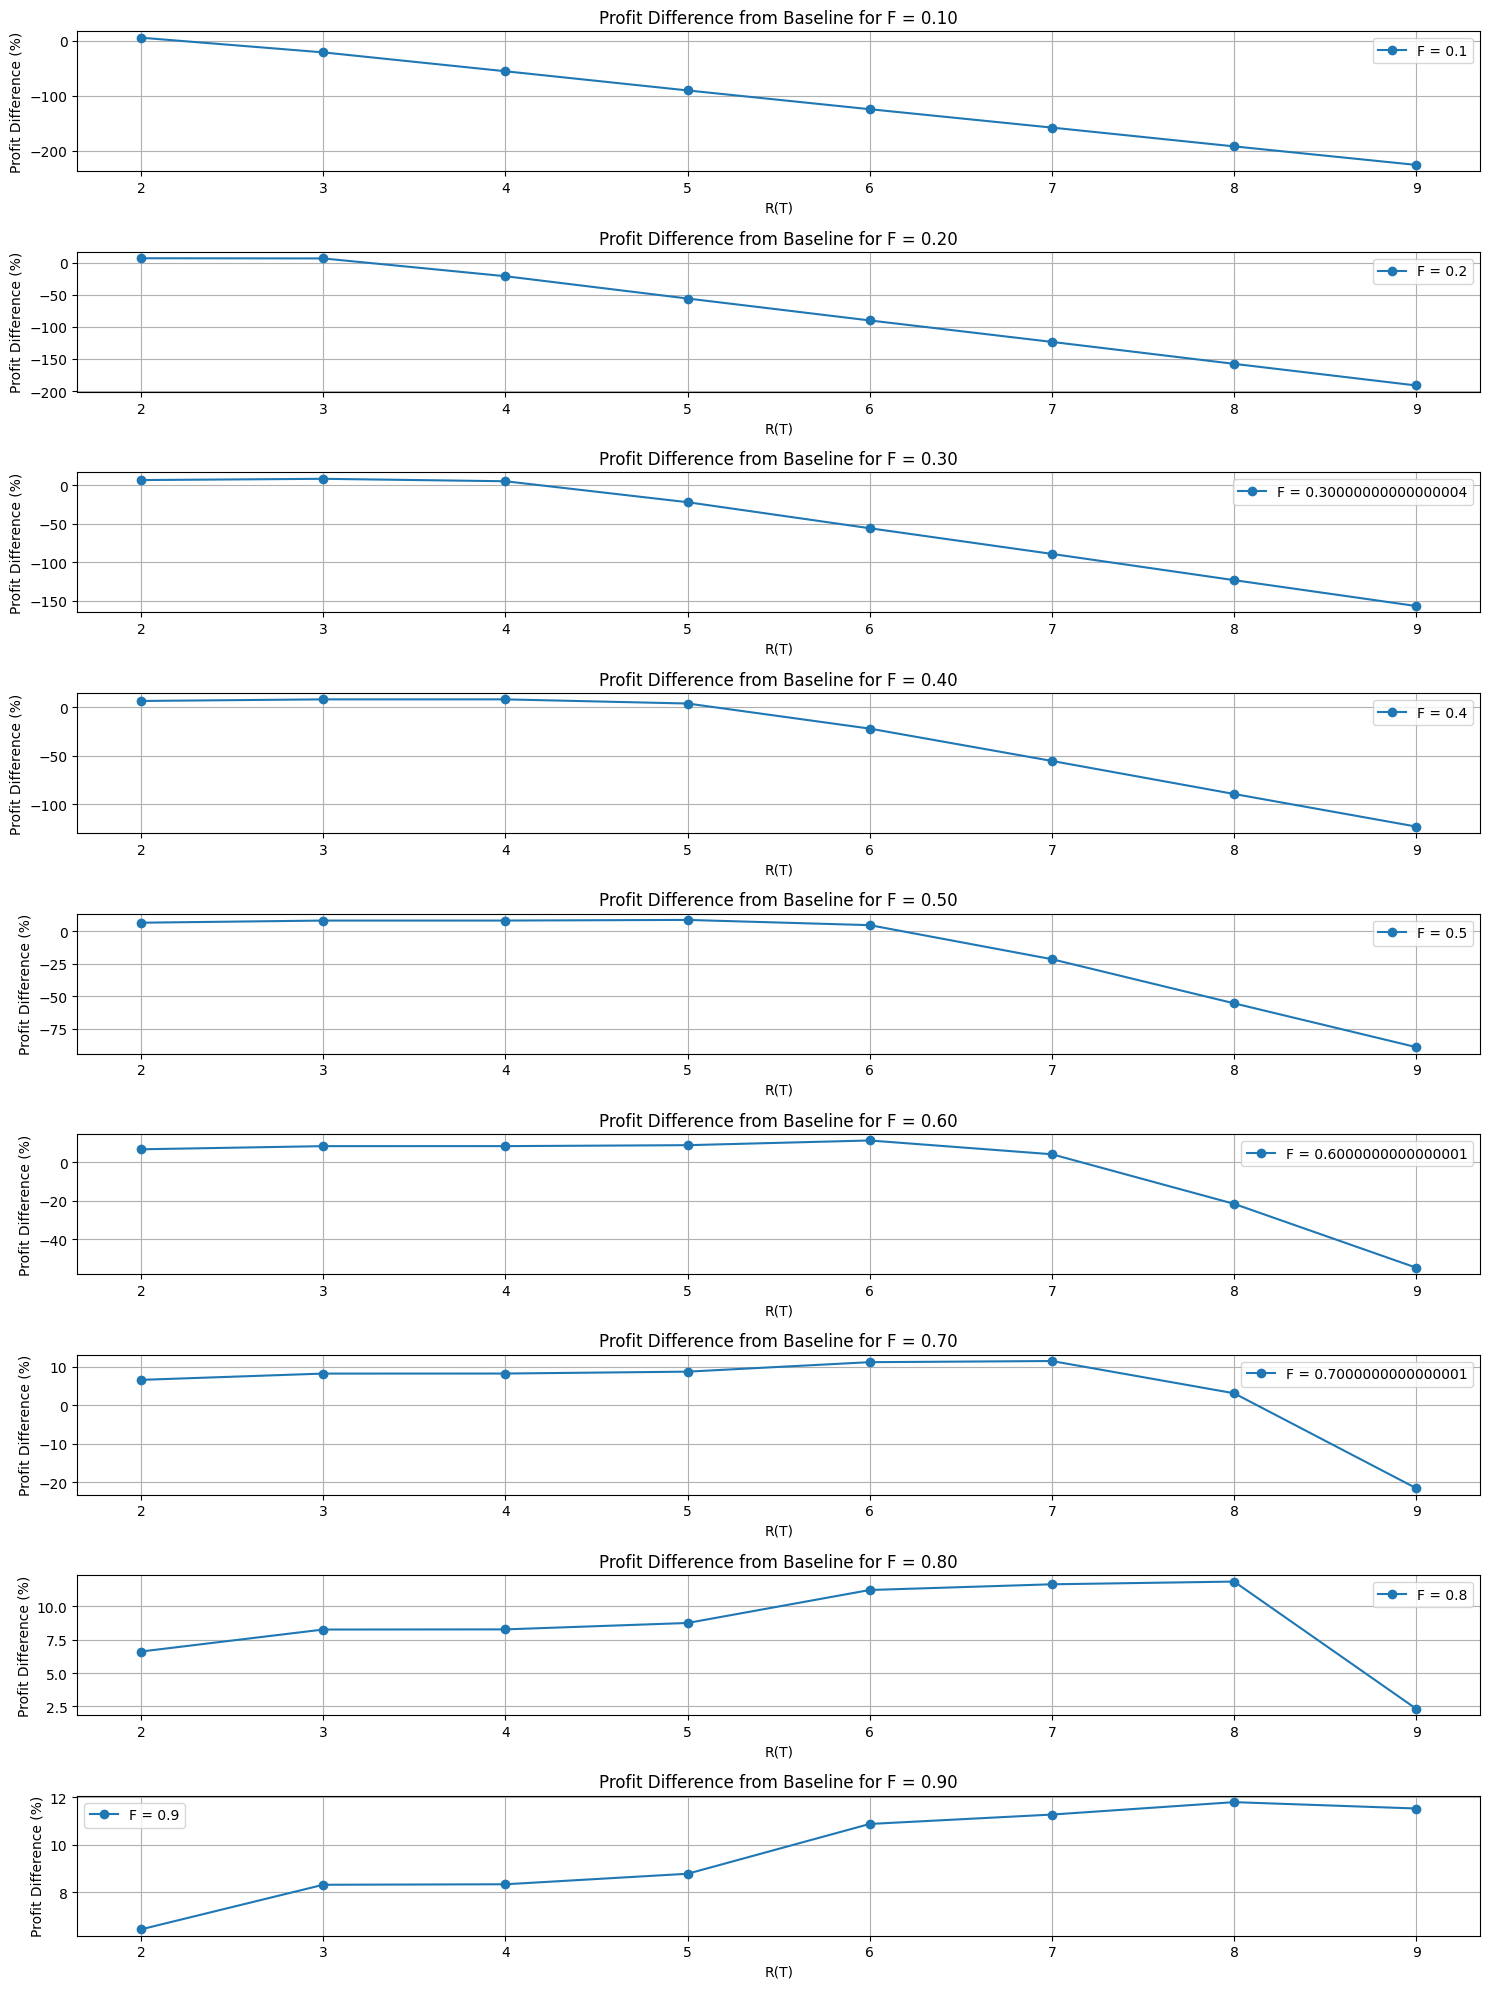 Profit Difference from Baseline for F = 0.10
Profit Difference (%)
0
−100
−200
F = 0.1
2 3 4 5 6 7 8 9
R(T)
Profit Difference from Baseline for F = 0.20
Profit Difference (%)
0
−50
−100
−150
−200
F = 0.2
2 3 4 5 6 7 8 9
R(T)
Profit Difference from Baseline for F = 0.30
Profit Difference (%)
0
−50
−100
−150
F = 0.30000000000000004
2 3 4 5 6 7 8 9
R(T)
Profit Difference from Baseline for F = 0.40
Profit Difference (%)
0
−50
−100
F = 0.4
2 3 4 5 6 7 8 9
R(T)
Profit Difference from Baseline for F = 0.50
Profit Difference (%)
0
−25
−50
−75
F = 0.5
2 3 4 5 6 7 8 9
R(T)
Profit Difference from Baseline for F = 0.60
Profit Difference (%)
0
−20
−40
F = 0.6000000000000001
2 3 4 5 6 7 8 9
R(T)
Profit Difference from Baseline for F = 0.70
Profit Difference (%)
10
0
−10
−20
F = 0.7000000000000001
2 3 4 5 6 7 8 9
R(T)
Profit Difference from Baseline for F = 0.80
Profit Difference (%)
10.0
7.5
5.0
2.5
F = 0.8
2 3 4 5 6 7 8 9
R(T)
Profit Difference from Baseline for F = 0.90
Profit Difference (%)
12
10
8
F = 0.9
2 3 4 5 6 7 8 9
R(T)